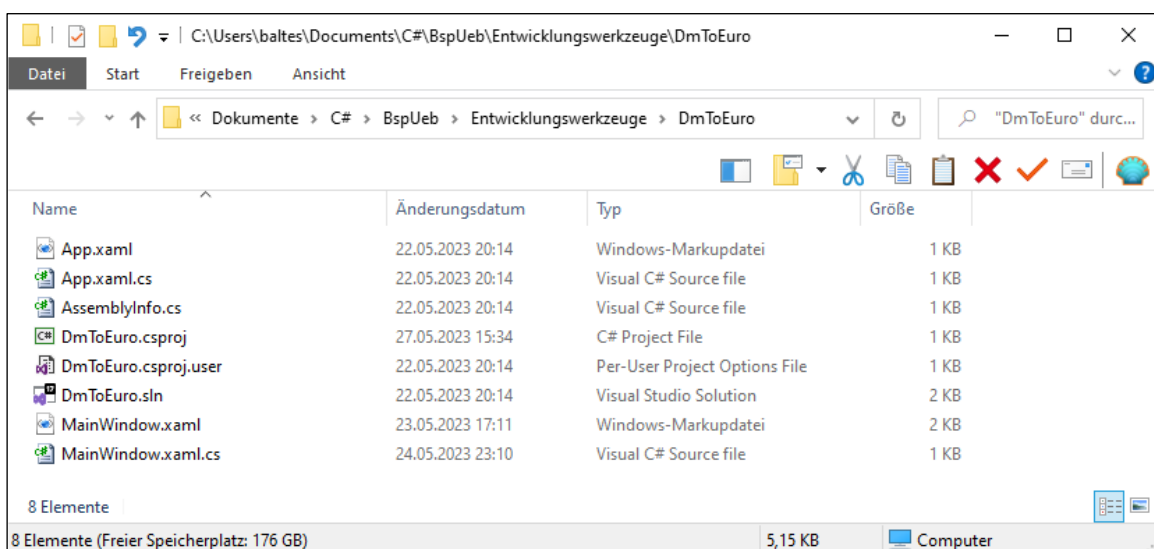 C:\Users\baltes\Documents\C#\BspUeb\Entwicklungswerkzeuge\DmToEuro
Datei Start Freigeben Ansicht
« Dokumente > C# > BspUeb > Entwicklungswerkzeuge > DmToEuro "DmToEuro" durc...
Name Änderungsdatum Typ Größe
App.xaml 22.05.2023 20:14 Windows-Markupdatei 1 KB
App.xaml.cs 22.05.2023 20:14 Visual C# Source file 1 KB
AssemblyInfo.cs 22.05.2023 20:14 Visual C# Source file 1 KB
DmToEuro.csproj 27.05.2023 15:34 C# Project File 1 KB
DmToEuro.csproj.user 22.05.2023 20:14 Per-User Project Options File 1 KB
DmToEuro.sln 22.05.2023 20:14 Visual Studio Solution 2 KB
MainWindow.xaml 23.05.2023 17:11 Windows-Markupdatei 2 KB
MainWindow.xaml.cs 24.05.2023 23:10 Visual C# Source file 1 KB
8 Elemente
8 Elemente (Freier Speicherplatz: 176 GB) 5,15 KB Computer